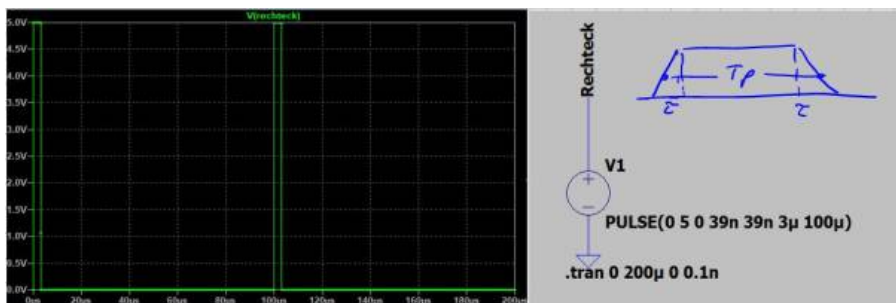 V(rechteck)
5.0V
4.5V
4.0V
3.5V
3.0V
2.5V
2.0V
1.5V
1.0V
0.5V
0.0V
0µs 20µs 40µs 60µs 80µs 100µs 120µs 140µs 160µs 180µs 200µs
Rechteck
Tp
τ τ
V1
PULSE(0 5 0 39n 39n 3µ 100µ)
.tran 0 200µ 0 0.1n